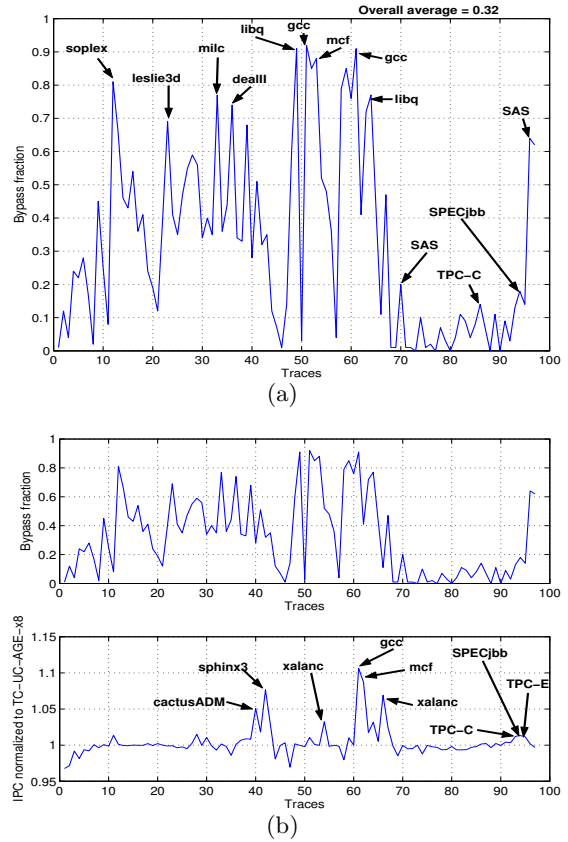 Overall average = 0.32
libq
gcc
mcf
soplex
milc
gcc
leslie3d
dealII
libq
SAS
SPECjbb
SAS
TPC−C
Bypass fraction
1
0.9
0.8
0.7
0.6
0.5
0.4
0.3
0.2
0.1
0
0 10 20 30 40 50 60 70 80 90 100
Traces
(a)
Bypass fraction
1
0.8
0.6
0.4
0.2
0
0 10 20 30 40 50 60 70 80 90 100
Traces
IPC normalized to TC−UC−AGE−x8
1.15
1.1
1.05
1
0.95
gcc
SPECjbb
sphinx3
xalanc
mcf
TPC−E
cactusADM
xalanc
TPC−C
0 10 20 30 40 50 60 70 80 90 100
Traces
(b)